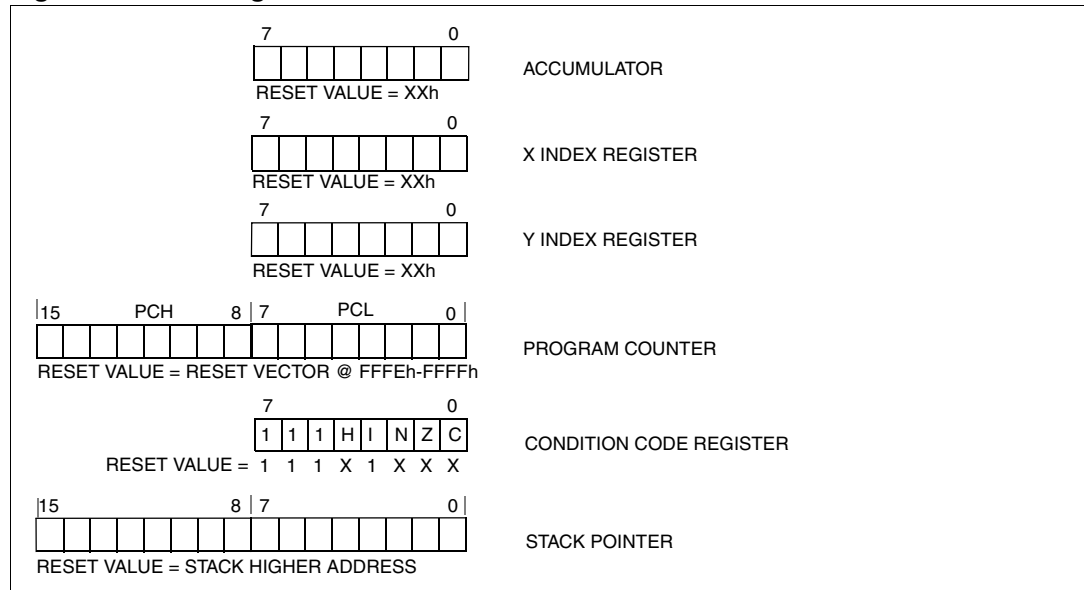 7 0
ACCUMULATOR
RESET VALUE = XXh
7 0
X INDEX REGISTER
RESET VALUE = XXh
7 0
Y INDEX REGISTER
RESET VALUE = XXh
15 PCH 8 7 PCL 0
PROGRAM COUNTER
RESET VALUE = RESET VECTOR @ FFFEh-FFFFh
7 0
1 1 1 H I N Z C
CONDITION CODE REGISTER
RESET VALUE = 1 1 1 X 1 X X X
15 8 7 0
STACK POINTER
RESET VALUE = STACK HIGHER ADDRESS